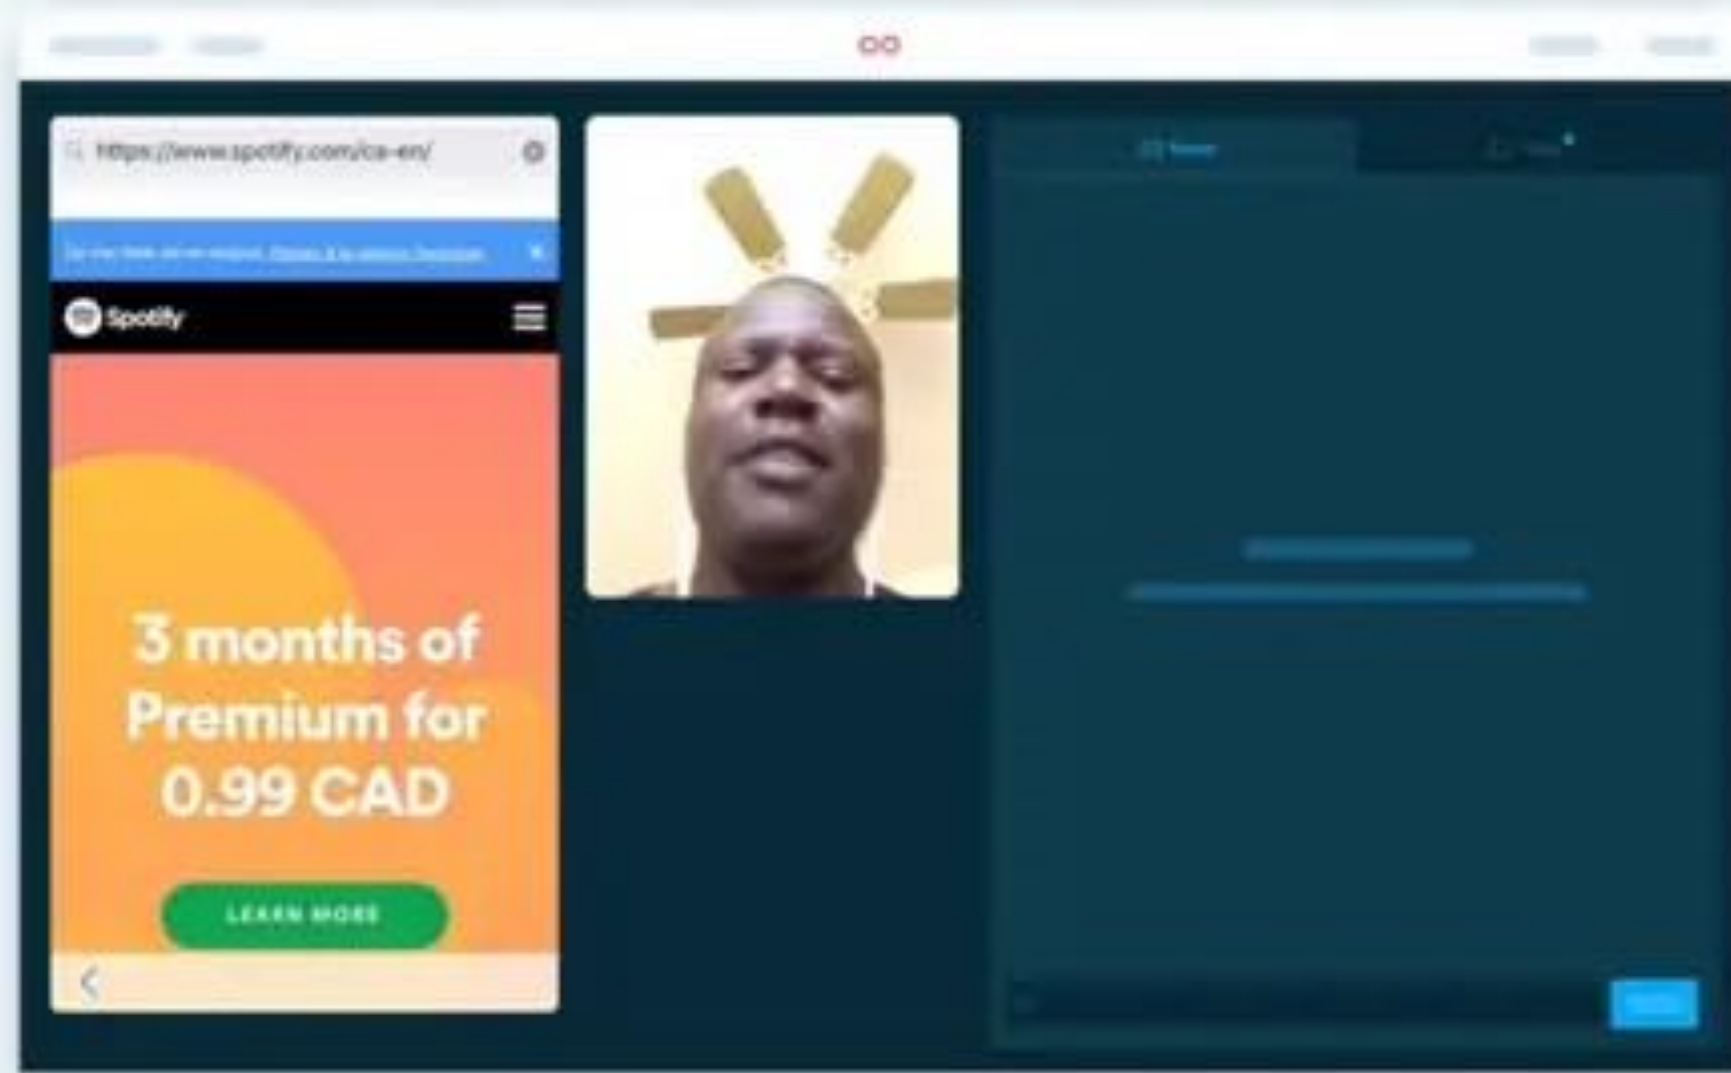 https://www.spotify.com/ca-en/
Spotify
3 months of
Premium for
0.99 CAD
LEARN MORE